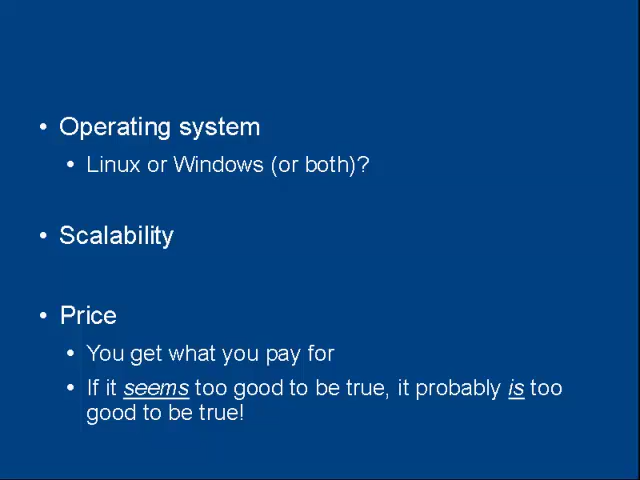 • Operating system
• Linux or Windows (or both)?
• Scalability
• Price
• You get what you pay for
• If it seems too good to be true, it probably is too
good to be true!